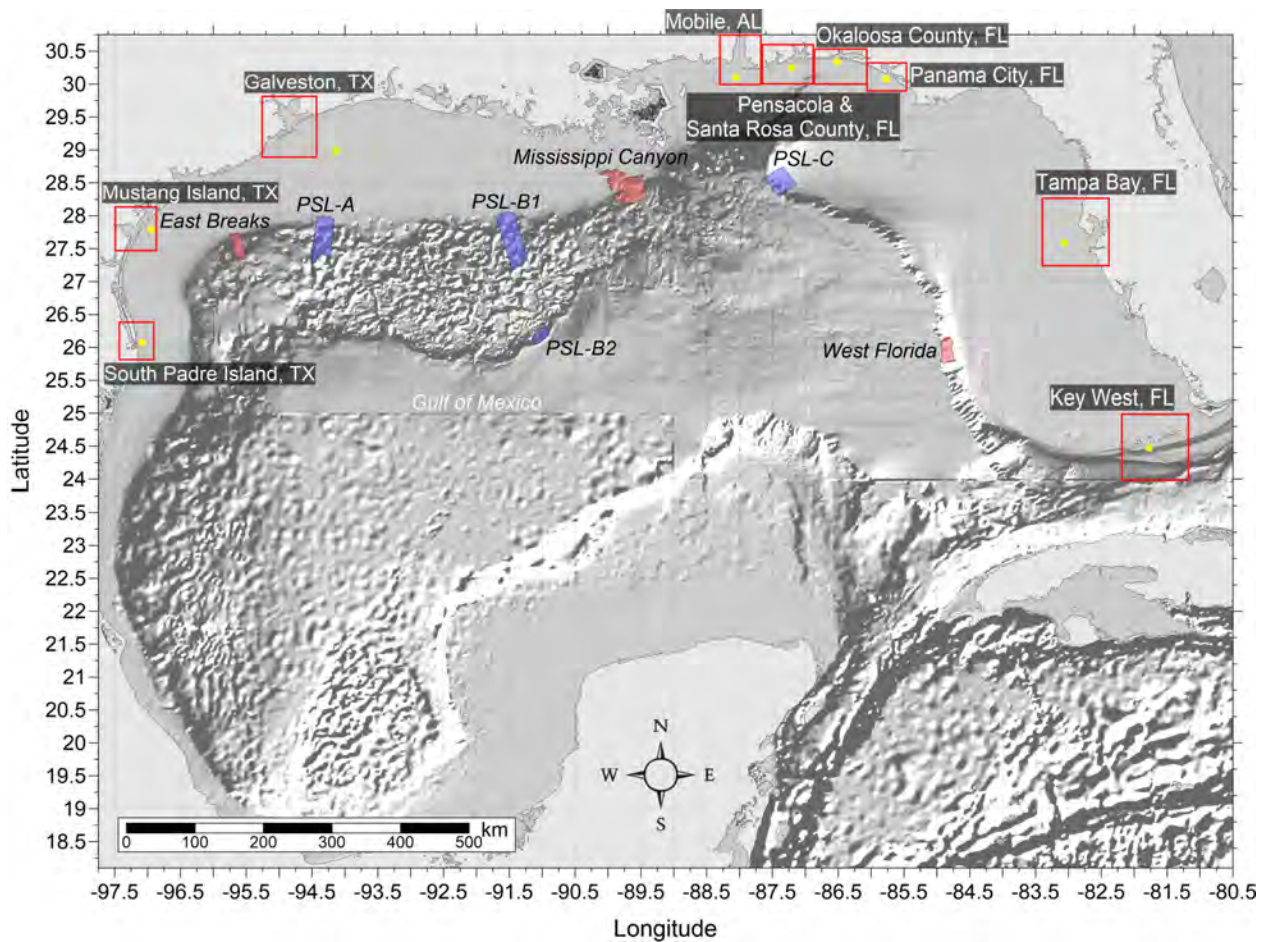 Mobile, AL
Okaloosa County, FL
Galveston, TX
Panama City, FL
Pensacola &
Santa Rosa County, FL
Mississippi Canyon
PSL-C
Mustang Island, TX
East Breaks
PSL-A
PSL-B1
Tampa Bay, FL
PSL-B2
West Florida
South Padre Island, TX
Gulf of Mexico
Key West, FL
N
W
E
S
km
0 100 200 300 400 500
30.5
30
29.5
29
28.5
28
27.5
27
26.5
26
25.5
25
24.5
24
23.5
23
22.5
22
21.5
21
20.5
20
19.5
19
18.5
Latitude
-97.5 -96.5 -95.5 -94.5 -93.5 -92.5 -91.5 -90.5 -89.5 -88.5 -87.5 -86.5 -85.5 -84.5 -83.5 -82.5 -81.5 -80.5
Longitude